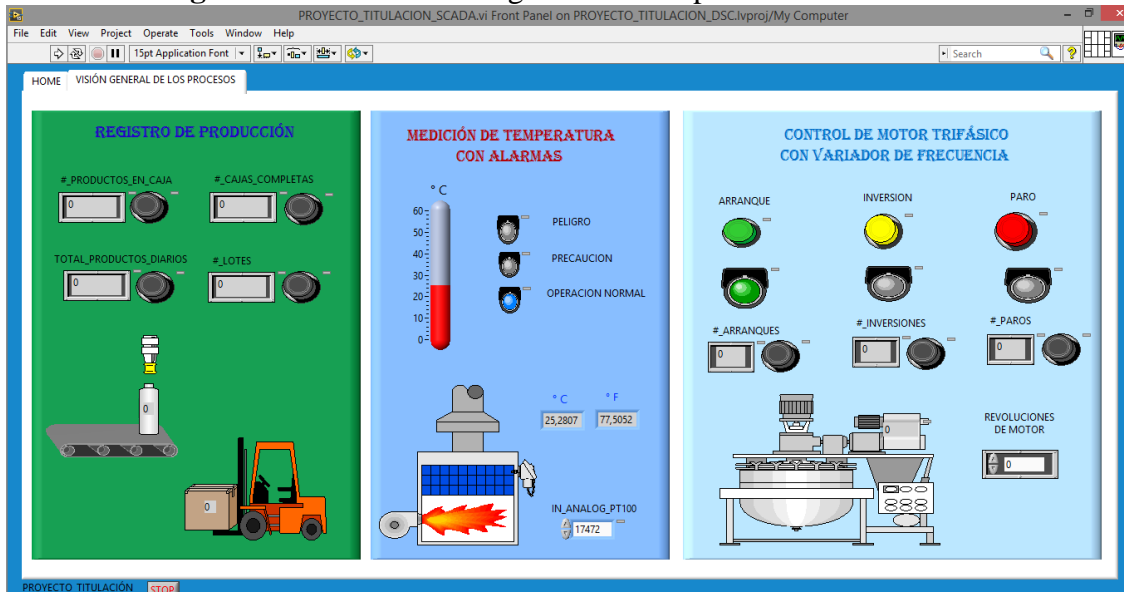 PROYECTO_TITULACION_SCADA.vi Front Panel on PROYECTO_TITULACION_DSC.lvproj/My Computer
File Edit View Project Operate Tools Window Help
15pt Application Font
Search
HOME VISIÓN GENERAL DE LOS PROCESOS
REGISTRO DE PRODUCCIÓN
#_PRODUCTOS_EN_CAJA #_CAJAS_COMPLETAS
0 0
TOTAL_PRODUCTOS_DIARIOS #_LOTES
0 0
0
0
MEDICIÓN DE TEMPERATURA
CON ALARMAS
° C
60
50
40
30
20
10
0
PELIGRO
PRECAUCION
OPERACION NORMAL
° C ° F
25,2807 77,5052
IN_ANALOG_PT100
17472
CONTROL DE MOTOR TRIFÁSICO
CON VARIADOR DE FRECUENCIA
ARRANQUE INVERSION PARO
#_ARRANQUES #_INVERSIONES #_PAROS
0 0 0
0
REVOLUCIONES
DE MOTOR
0
PROYECTO_TITULACIÓN STOP